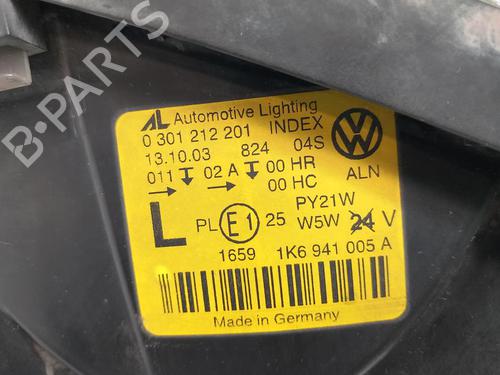 AL Automotive Lighting
0 301 212 201 INDEX
13.10.03 824 04S
011 02 A 00 HR
00 HC
ALN
PY21W
L PL E1 25 W5W 24 V
1659 1K6 941 005 A
Made in Germany
B-PARTS